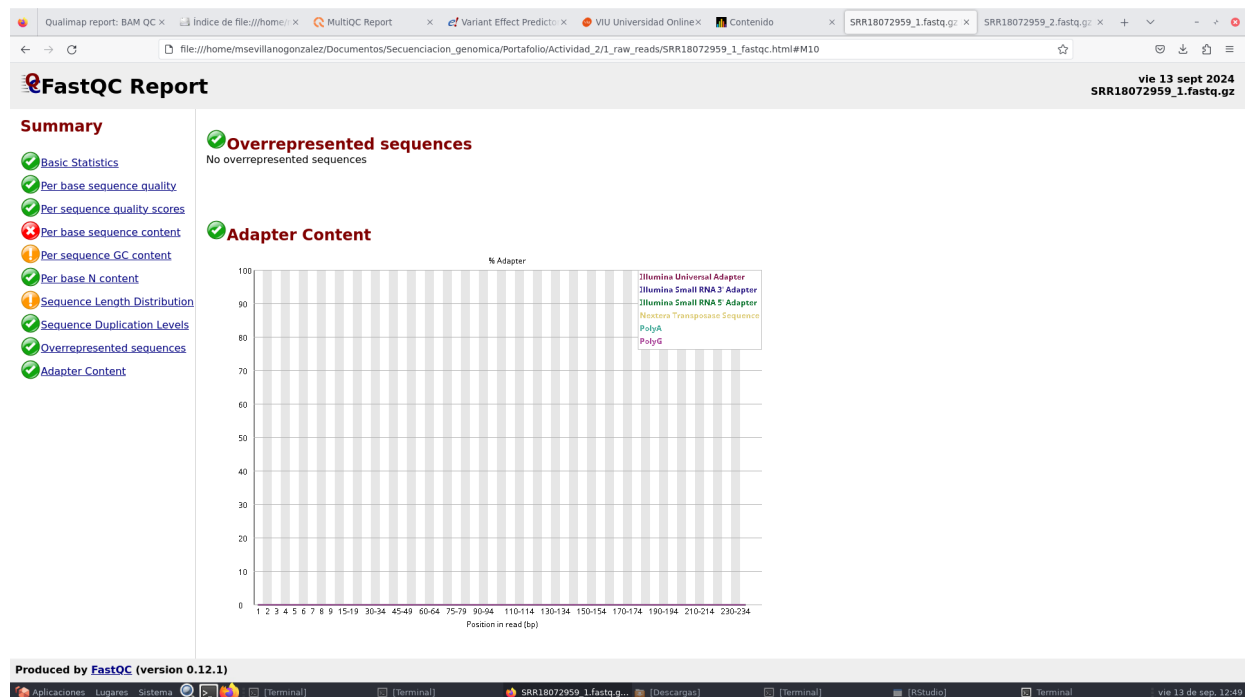 Qualimap report: BAM QC
Índice de file:///home/
MultiQC Report
Variant Effect Predicto
VIU Universidad Online
Contenido
SRR18072959_1.fastq.gz
SRR18072959_2.fastq.gz
file:///home/msevillanogonzalez/Documentos/Secuenciacion_genomica/Portafolio/Actividad_2/1_raw_reads/SRR18072959_1_fastqc.html#M10
FastQC Report
vie 13 sept 2024
SRR18072959_1.fastq.gz
Summary
Basic Statistics
Per base sequence quality
Per sequence quality scores
Per base sequence content
Per sequence GC content
Per base N content
Sequence Length Distribution
Sequence Duplication Levels
Overrepresented sequences
Adapter Content
Overrepresented sequences
No overrepresented sequences
Adapter Content
% Adapter
Illumina Universal Adapter
Illumina Small RNA 3' Adapter
Illumina Small RNA 5' Adapter
Nextera Transposase Sequence
PolyA
PolyG
100
90
80
70
60
50
40
30
20
10
0
1 2 3 4 5 6 7 8 9 15-19 30-34 45-49 60-64 75-79 90-94 110-114 130-134 150-154 170-174 190-194 210-214 230-234
Position in read (bp)
Produced by FastQC (version 0.12.1)
Aplicaciones Lugares Sistema [Terminal] [Terminal] SRR18072959_1.fastq.g... [Descargas] [Terminal] [RStudio] Terminal vie 13 de sep, 12:49